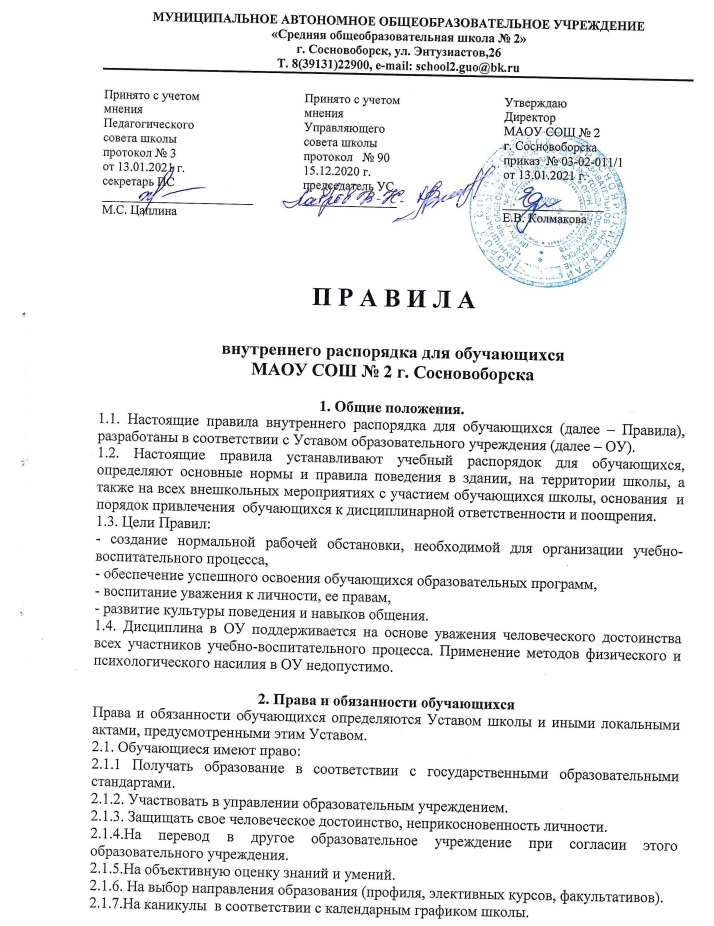 МУНИЦИПАЛЬНОЕ АВТОНОМНОЕ ОБЩЕОБРАЗОВАТЕЛЬНОЕ УЧРЕЖДЕНИЕ
«Средняя общеобразовательная школа № 2»
г. Сосновоборск, ул. Энтузиастов,26
Т. 8(39131)22900, e-mail: school2.guo@bk.ru
Принято с учетом
мнения
Педагогического
совета школы
протокол № 3
от 13.01.2021 г.
секретарь ПС
М.С. Цаплина
Принято с учетом
мнения
Управляющего
совета школы
протокол № 90
15.12.2020 г.
председатель УС
Утверждаю
Директор
МАОУ СОШ № 2
г. Сосновоборска
приказ № 03-02-011/1
от 13.01.2021 г.
Е.В. Колмакова
П Р А В И Л А
внутреннего распорядка для обучающихся
МАОУ СОШ № 2 г. Сосновоборска
1. Общие положения.
1.1. Настоящие правила внутреннего распорядка для обучающихся (далее – Правила),
разработаны в соответствии с Уставом образовательного учреждения (далее – ОУ).
1.2. Настоящие правила устанавливают учебный распорядок для обучающихся,
определяют основные нормы и правила поведения в здании, на территории школы, а
также на всех внешкольных мероприятиях с участием обучающихся школы, основания и
порядок привлечения обучающихся к дисциплинарной ответственности и поощрения.
1.3. Цели Правил:
- создание нормальной рабочей обстановки, необходимой для организации учебно-
воспитательного процесса,
- обеспечение успешного освоения обучающихся образовательных программ,
- воспитание уважения к личности, ее правам,
- развитие культуры поведения и навыков общения.
1.4. Дисциплина в ОУ поддерживается на основе уважения человеческого достоинства
всех участников учебно-воспитательного процесса. Применение методов физического и
психологического насилия в ОУ недопустимо.
2. Права и обязанности обучающихся
Права и обязанности обучающихся определяются Уставом школы и иными локальными
актами, предусмотренными этим Уставом.
2.1. Обучающиеся имеют право:
2.1.1 Получать образование в соответствии с государственными образовательными
стандартами.
2.1.2. Участвовать в управлении образовательным учреждением.
2.1.3. Защищать свое человеческое достоинство, неприкосновенность личности.
2.1.4.На перевод в другое образовательное учреждение при согласии этого
образовательного учреждения.
2.1.5.На объективную оценку знаний и умений.
2.1.6. На выбор направления образования (профиля, элективных курсов, факультативов).
2.1.7.На каникулы в соответствии с календарным графиком школы.